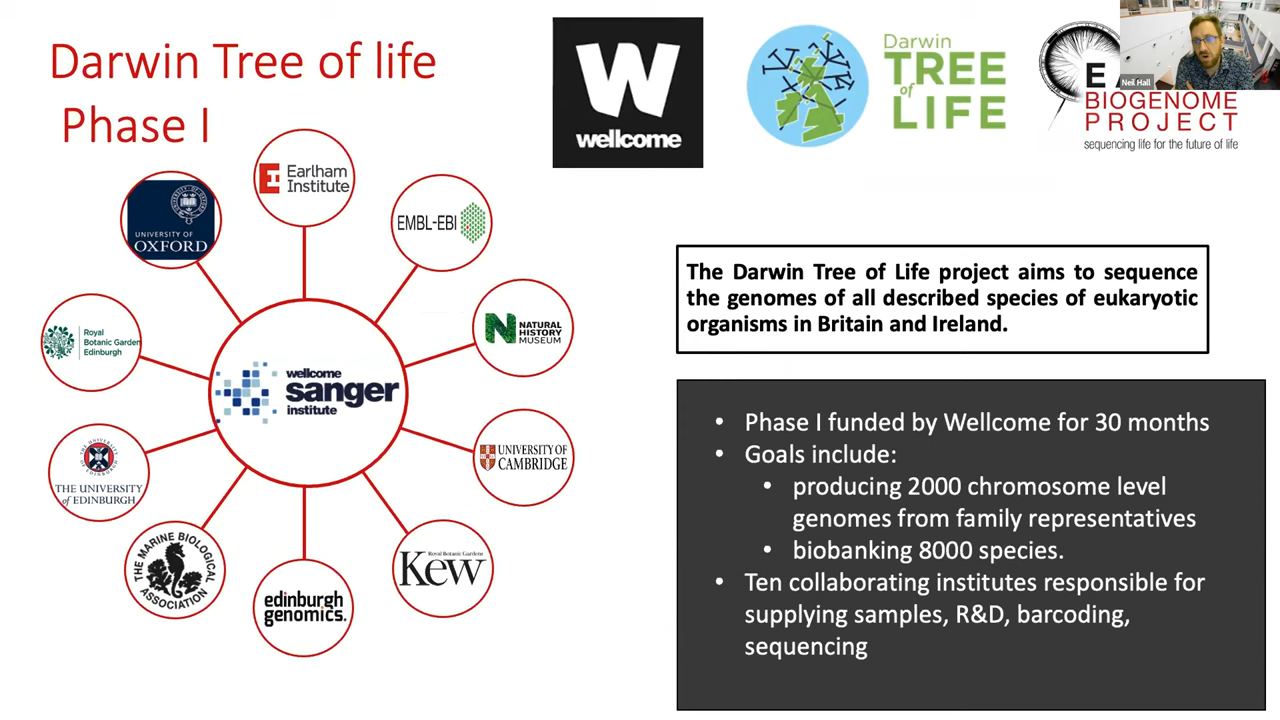 Darwin Tree of life
Phase I
W
wellcome
Darwin
TREE
of
LIFE
E
BIOGENOME
PROJECT
sequencing life for the future of life
Neil Hall
Earlham
Institute
UNIVERSITY OF
OXFORD
EMBL-EBI
Royal
Botanic Garden
Edinburgh
NATURAL
HISTORY
MUSEUM
wellcome
sanger
institute
THE UNIVERSITY OF EDINBURGH
THE UNIVERSITY
of EDINBURGH
UNIVERSITY OF
CAMBRIDGE
THE MARINE BIOLOGICAL
ASSOCIATION
edinburgh
genomics.
Royal Botanic Gardens
Kew
The Darwin Tree of Life project aims to sequence
the genomes of all described species of eukaryotic
organisms in Britain and Ireland.
• Phase I funded by Wellcome for 30 months
• Goals include:
• producing 2000 chromosome level
genomes from family representatives
• biobanking 8000 species.
• Ten collaborating institutes responsible for
supplying samples, R&D, barcoding,
sequencing